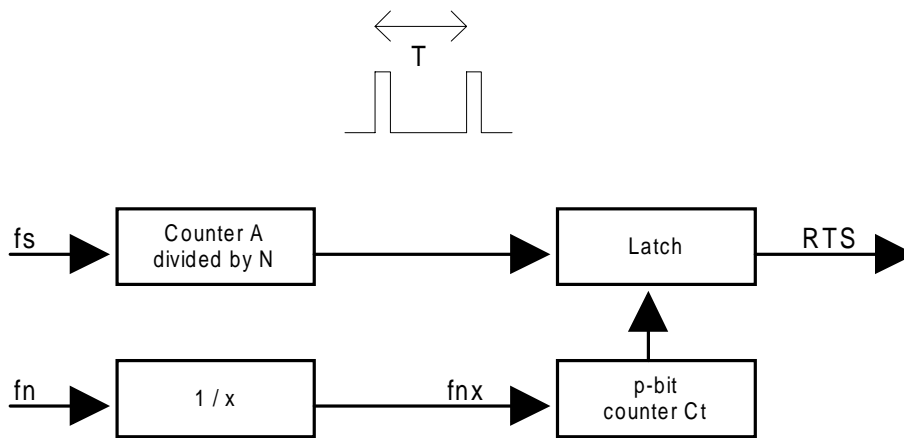 T
fs
Counter A
divided by N
Latch
RTS
fn
1 / x
fnx
p-bit
counter Ct